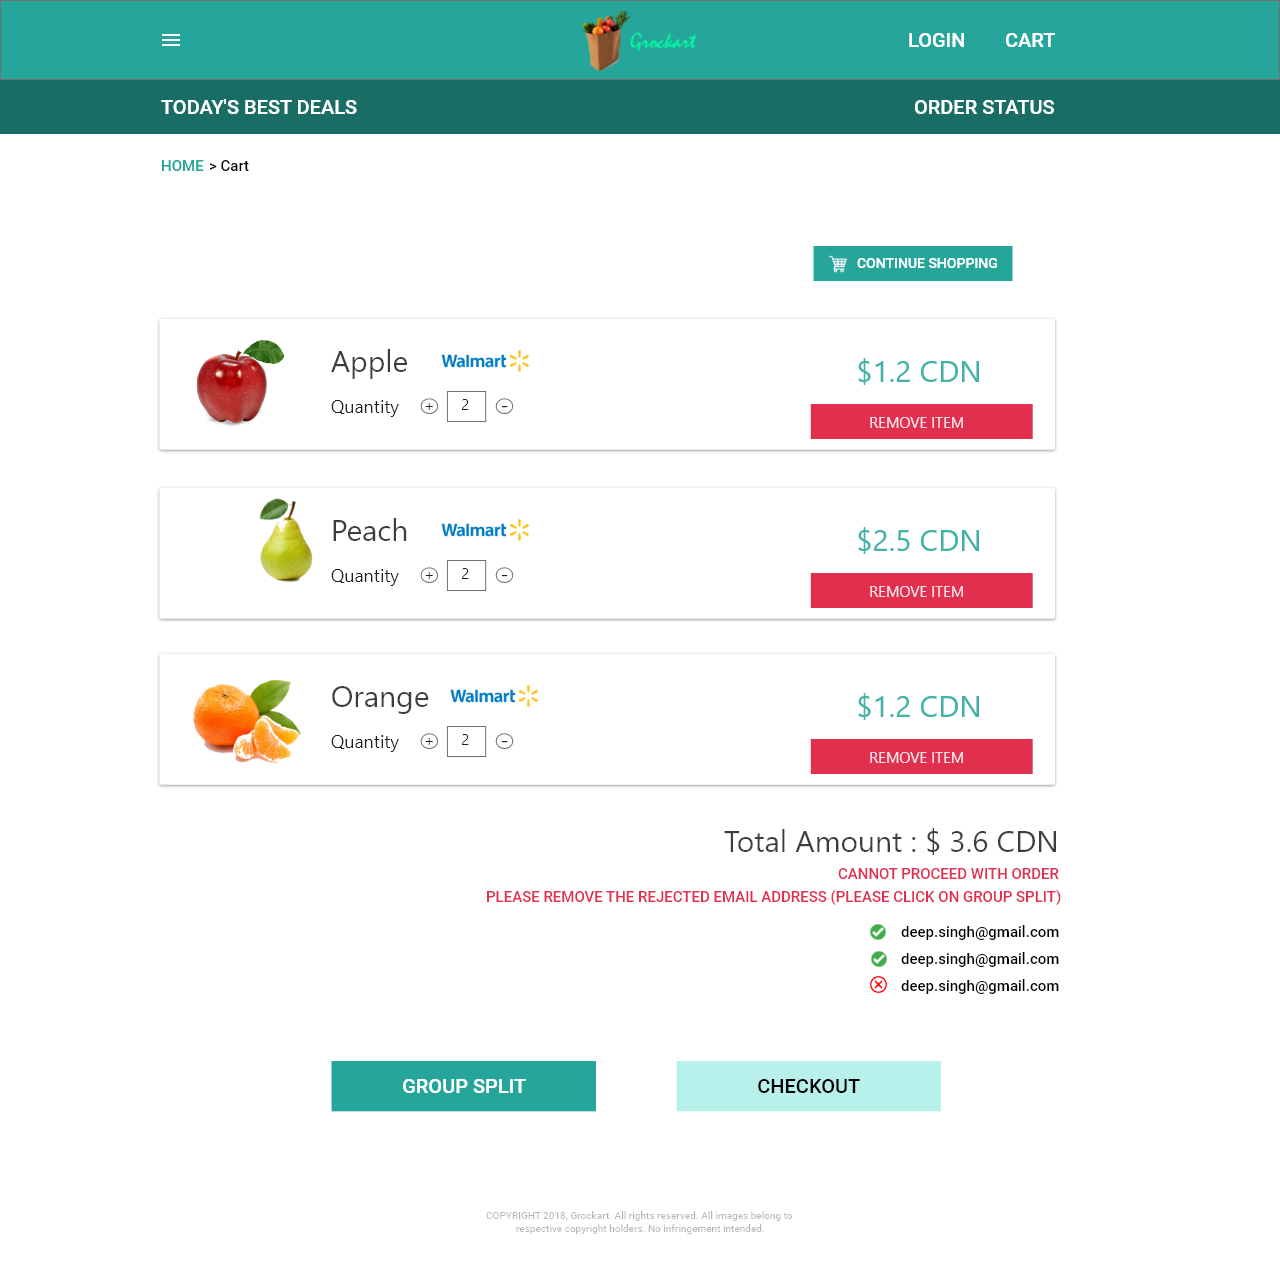 Grockart
LOGIN CART
TODAY'S BEST DEALS ORDER STATUS
HOME > Cart
CONTINUE SHOPPING
Apple Walmart
$1.2 CDN
Quantity + 2 -
REMOVE ITEM
Peach Walmart
$2.5 CDN
Quantity + 2 -
REMOVE ITEM
Orange Walmart
$1.2 CDN
Quantity + 2 -
REMOVE ITEM
Total Amount : $ 3.6 CDN
CANNOT PROCEED WITH ORDER
PLEASE REMOVE THE REJECTED EMAIL ADDRESS (PLEASE CLICK ON GROUP SPLIT)
deep.singh@gmail.com
deep.singh@gmail.com
deep.singh@gmail.com
GROUP SPLIT CHECKOUT
COPYRIGHT 2018, Grockart. All rights reserved. All images belong to
respective copyright holders. No infringement intended.